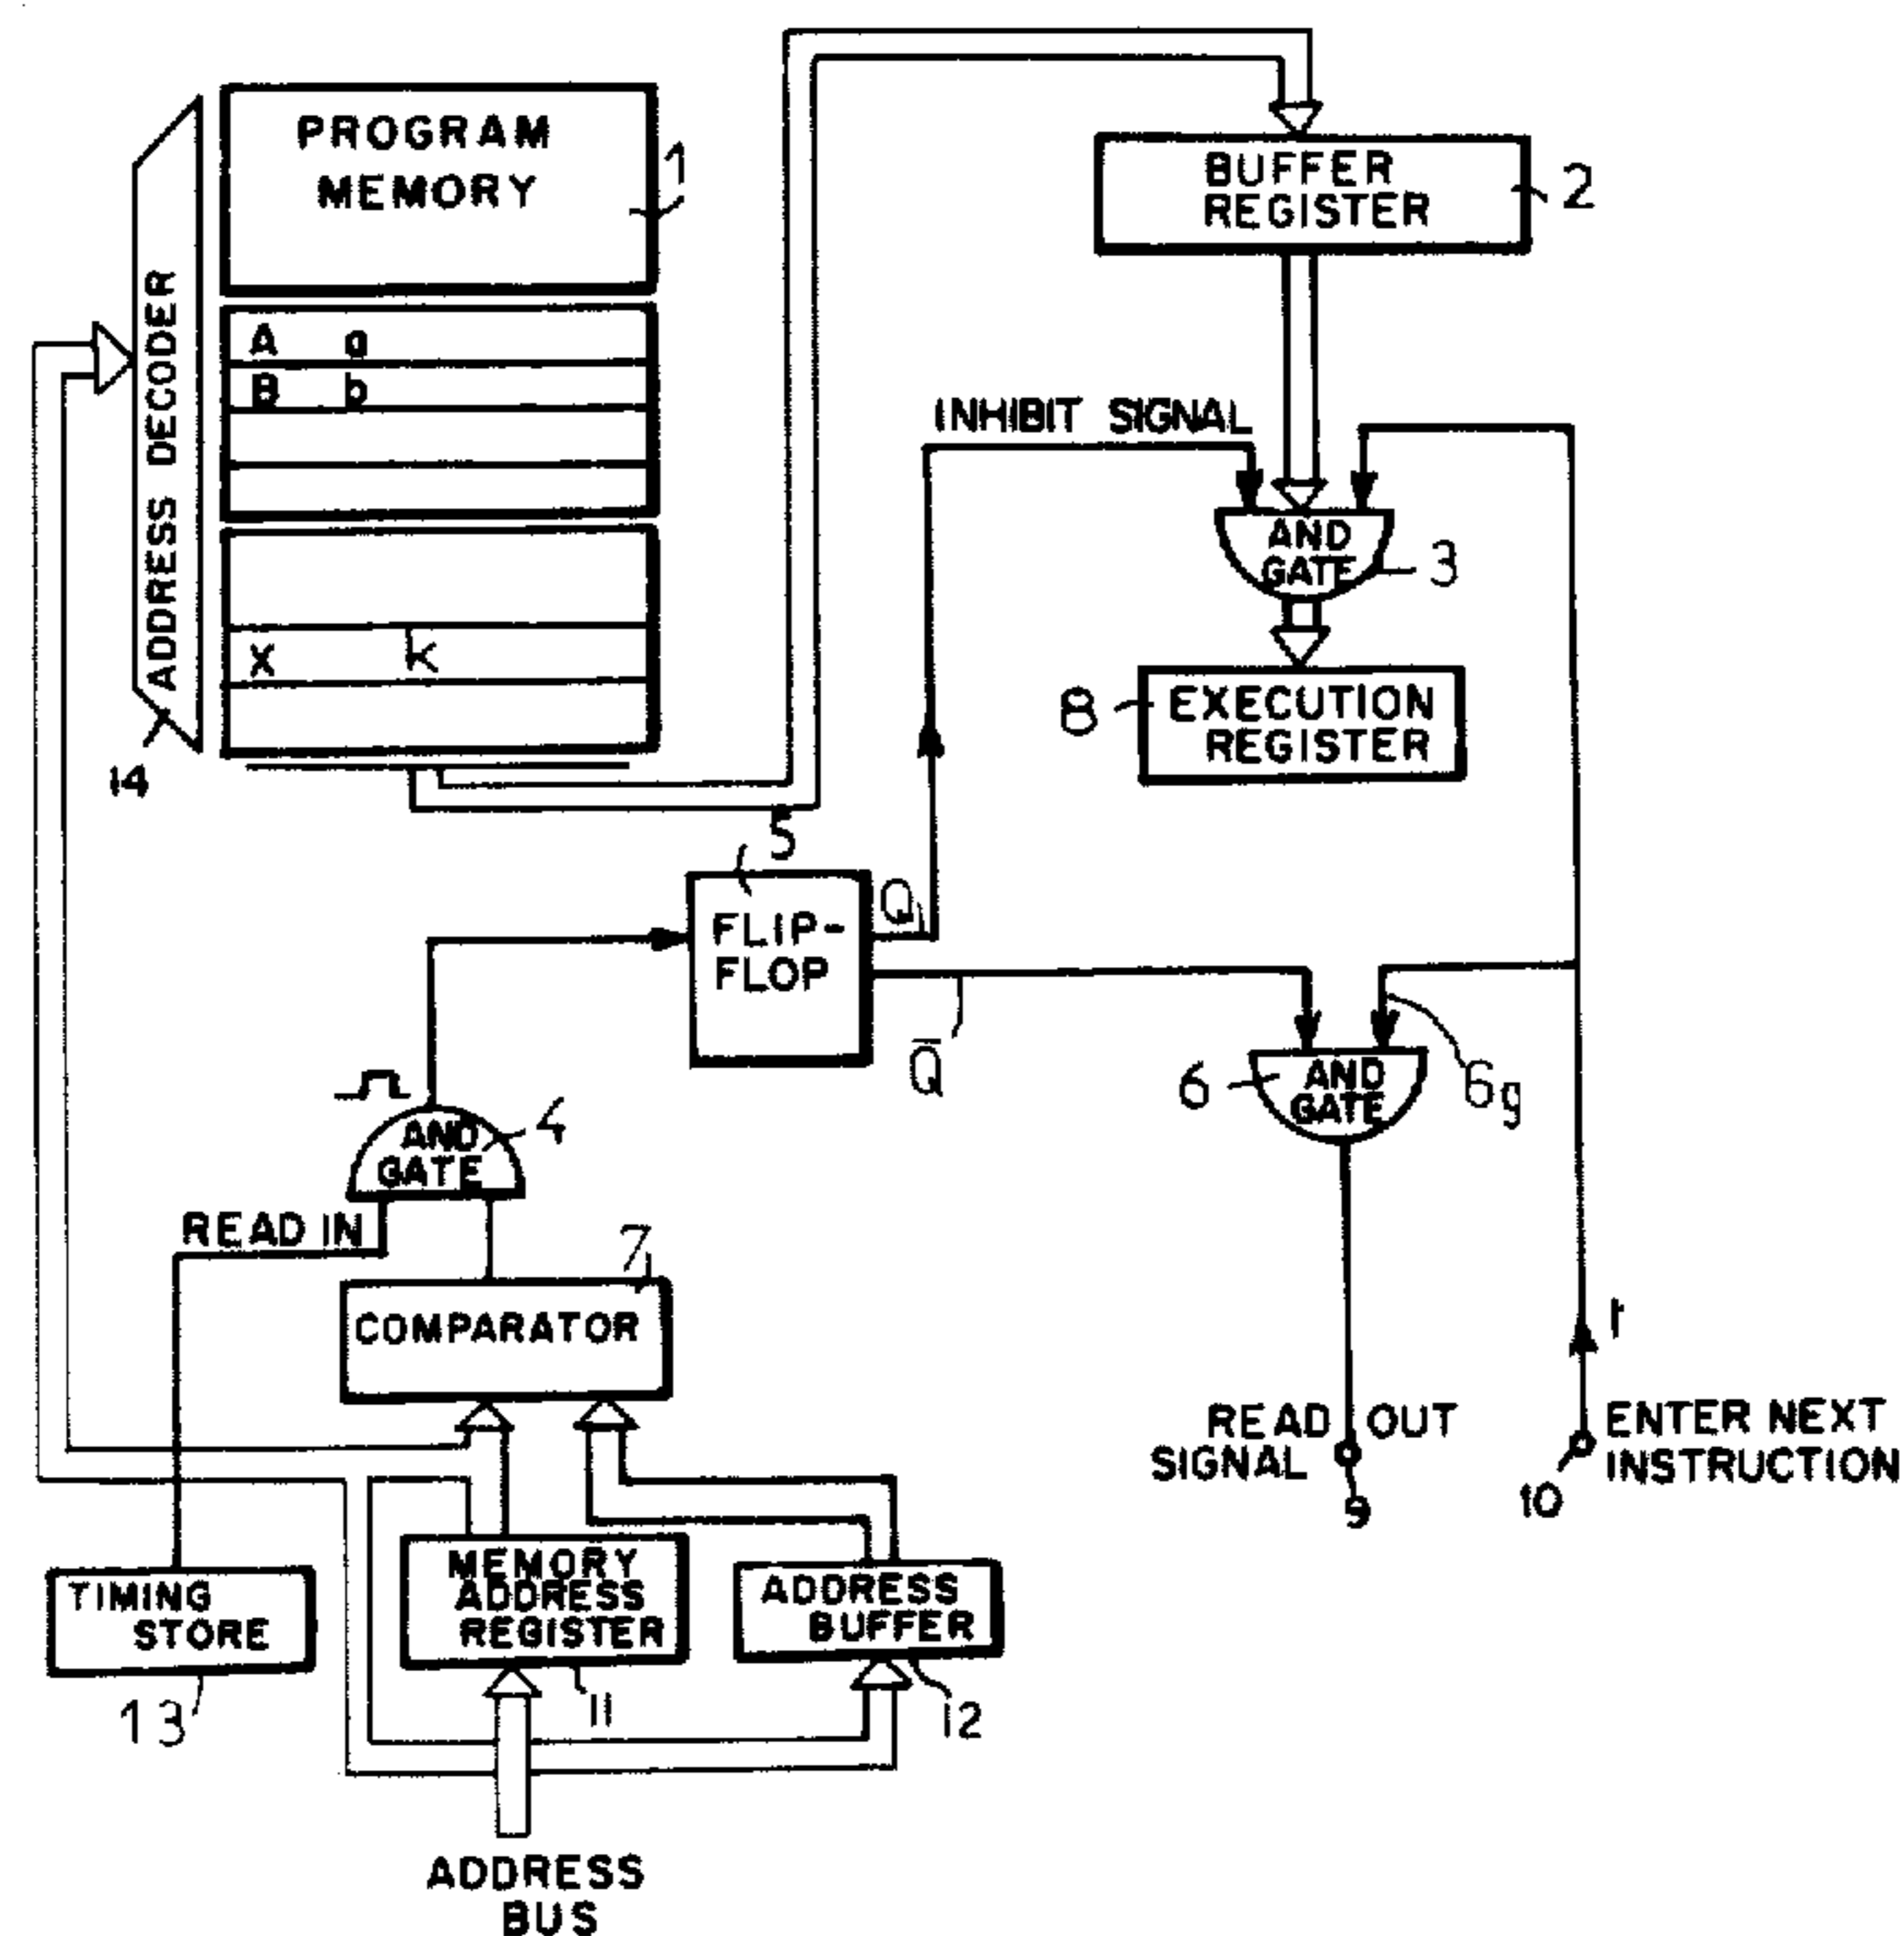 PROGRAM
MEMORY
1
BUFFER
REGISTER
2
ADDRESS DECODER
A a
B b
INHIBIT SIGNAL
AND
GATE
3
X K
8
EXECUTION
REGISTER
14
5
FLIP-
FLOP
Q
Q̄
6
AND
GATE
6g
AND
GATE
4
READ IN
7
COMPARATOR
1
READ OUT
SIGNAL
9
ENTER NEXT
INSTRUCTION
10
TIMING
STORE
13
MEMORY
ADDRESS
REGISTER
11
ADDRESS
BUFFER
12
ADDRESS
BUS